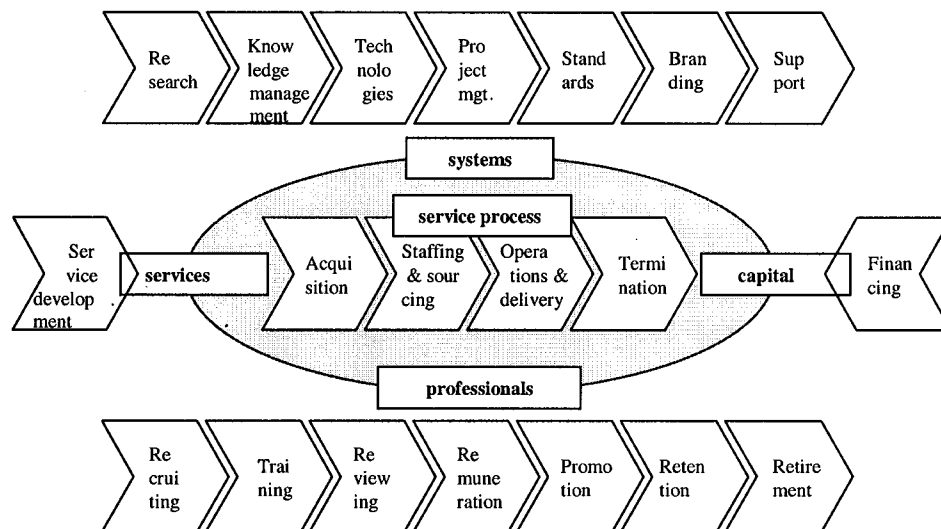 Re
search
Know
ledge
manage
ment
Tech
nolo
gies
Pro
ject
mgt.
Stand
ards
Bran
ding
Sup
port
systems
service process
Ser
vice
develop
ment
services
Acqui
sition
Staffing
& sour
cing
Opera
tions &
delivery
Termi
nation
capital
Finan
cing
professionals
Re
crui
ting
Trai
ning
Re
view
ing
Re
mune
ration
Promo
tion
Reten
tion
Retire
ment